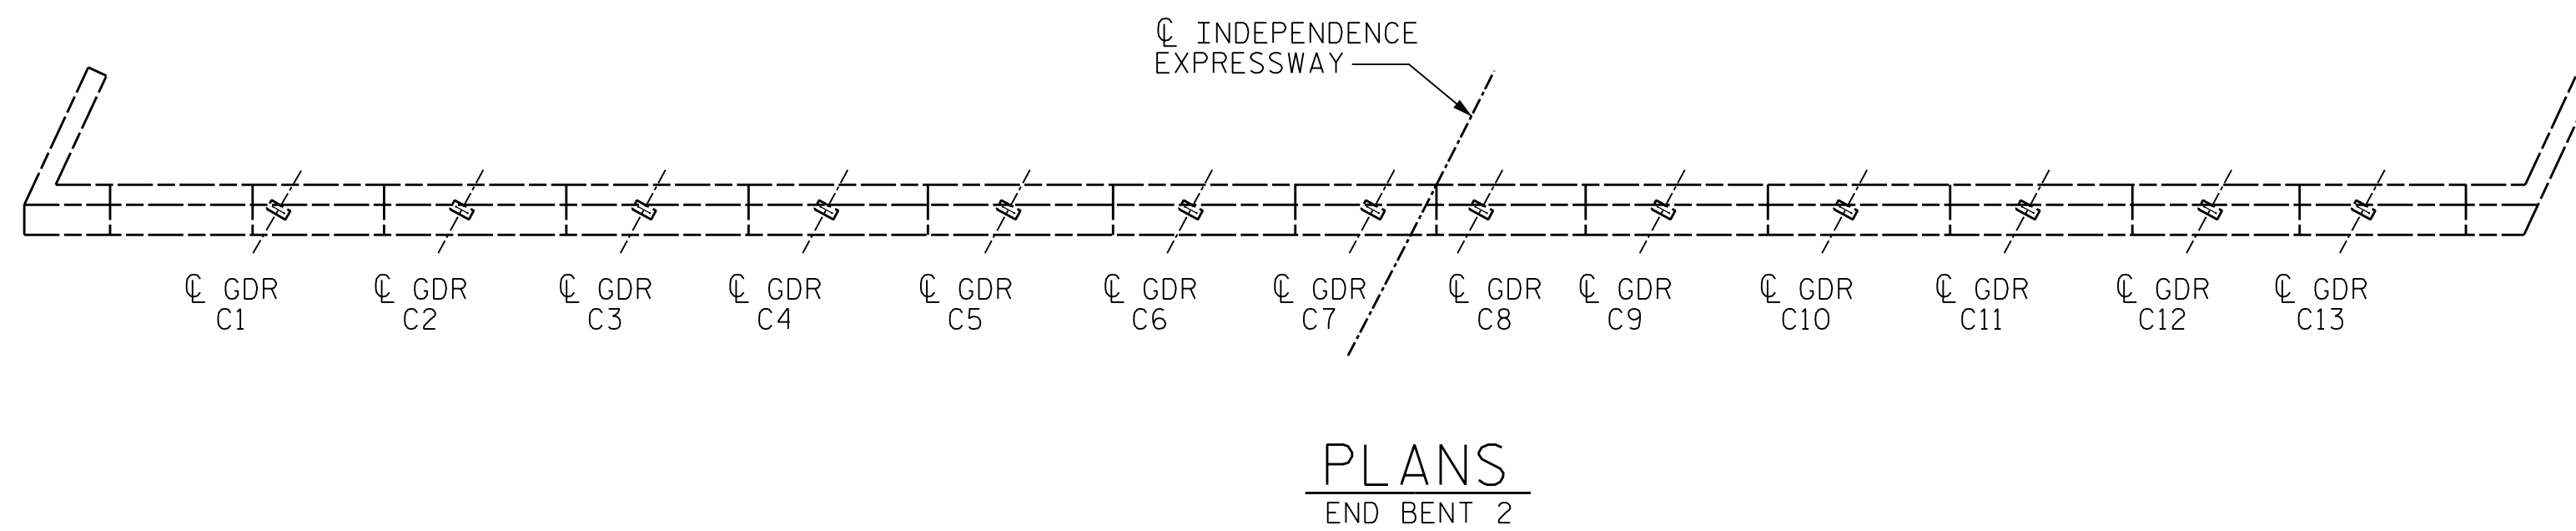 ℄ INDEPENDENCE
EXPRESSWAY
℄ GDR
C1
℄ GDR
C2
℄ GDR
C3
℄ GDR
C4
℄ GDR
C5
℄ GDR
C6
℄ GDR
C7
℄ GDR
C8
℄ GDR
C9
℄ GDR
C10
℄ GDR
C11
℄ GDR
C12
℄ GDR
C13
PLANS
END BENT 2